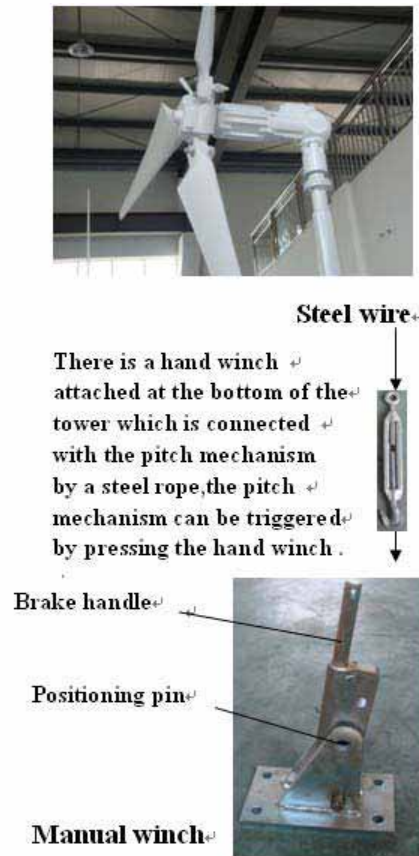 Steel wire
There is a hand winch
attached at the bottom of the
tower which is connected
with the pitch mechanism
by a steel rope,the pitch
mechanism can be triggered
by pressing the hand winch .
.
Brake handle
Positioning pin
Manual winch